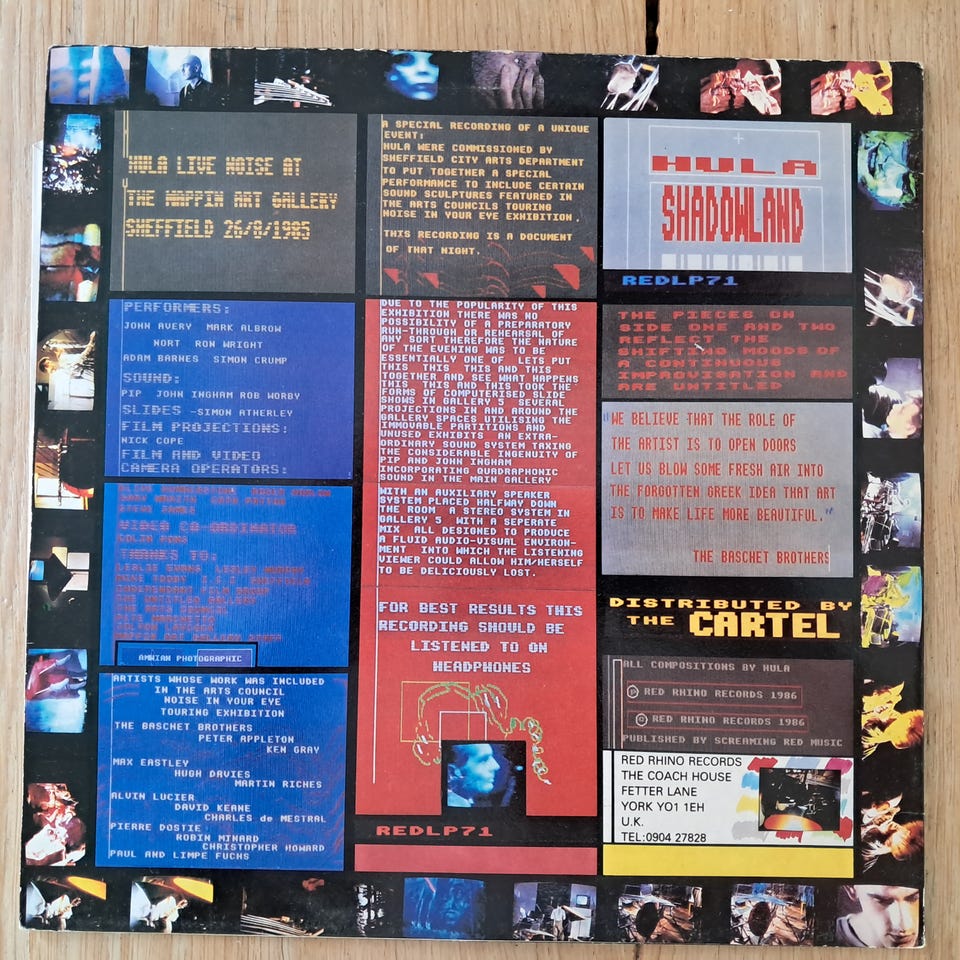 HULA LIVE NOISE AT
THE MAPPIN ART GALLERY
SHEFFIELD 26/8/1985
PERFORMERS:
JOHN AVERY MARK ALBROW
NORT RON WRIGHT
ADAM BARNES SIMON CRUMP
SOUND:
PIP JOHN INGHAM ROB WORBY
SLIDES -SIMON ATHERLEY
FILM PROJECTIONS:
NICK COPE
FILM AND VIDEO
CAMERA OPERATORS:
VIDEO CO-ORDINATOR
COLIN PONS
THANKS TO:
THE ARTS COUNCIL
MAPPIN ART GALLERY STAFF
AMWIAN PHOTOGRAPHIC
ARTISTS WHOSE WORK WAS INCLUDED
IN THE ARTS COUNCIL
NOISE IN YOUR EYE
TOURING EXHIBITION
THE BASCHET BROTHERS
PETER APPLETON
KEN GRAY
MAX EASTLEY
HUGH DAVIES
MARTIN RICHES
ALVIN LUCIER
DAVID KEANE
CHARLES de MESTRAL
PIERRE DOSTIE
ROBIN MINARD
CHRISTOPHER HOWARD
PAUL AND LIMPE FUCHS
A SPECIAL RECORDING OF A UNIQUE
EVENT:
HULA WERE COMMISSIONED BY
SHEFFIELD CITY ARTS DEPARTMENT
TO PUT TOGETHER A SPECIAL
PERFORMANCE TO INCLUDE CERTAIN
SOUND SCULPTURES FEATURED IN
THE ARTS COUNCILS TOURING
NOISE IN YOUR EYE EXHIBITION.
THIS RECORDING IS A DOCUMENT
OF THAT NIGHT.
DUE TO THE POPULARITY OF THIS
EXHIBITION THERE WAS NO
POSSIBILITY OF A PREPARATORY
RUN-THROUGH OR REHEARSAL OF
ANY SORT THEREFORE THE NATURE
OF THE EVENING WAS TO BE
ESSENTIALLY ONE OF LETS PUT
THIS THIS THIS AND THIS
TOGETHER AND SEE WHAT HAPPENS
THIS THIS AND THIS TOOK THE
FORMS OF COMPUTERISED SLIDE
SHOWS IN GALLERY 5 SEVERAL
PROJECTIONS IN AND AROUND THE
GALLERY SPACES UTILISING THE
IMMOVABLE PARTITIONS AND
UNUSED EXHIBITS AN EXTRA-
ORDINARY SOUND SYSTEM TAXING
THE CONSIDERABLE INGENUITY OF
PIP AND JOHN INGHAM
INCORPORATING QUADRAPHONIC
SOUND IN THE MAIN GALLERY
WITH AN AUXILIARY SPEAKER
SYSTEM PLACED HALFWAY DOWN
THE ROOM A STEREO SYSTEM IN
GALLERY 5 WITH A SEPERATE
MIX ALL DESIGNED TO PRODUCE
A FLUID AUDIO-VISUAL ENVIRON-
MENT INTO WHICH THE LISTENING
VIEWER COULD ALLOW HIM/HERSELF
TO BE DELICIOUSLY LOST.
FOR BEST RESULTS THIS
RECORDING SHOULD BE
LISTENED TO ON
HEADPHONES
REDLP71
HULA
SHADOWLAND
REDLP71
THE PIECES ON
SIDE ONE AND TWO
REFLECT THE
SHIFTING MOODS OF
A CONTINUOUS
IMPROVISATION AND
ARE UNTITLED
"WE BELIEVE THAT THE ROLE OF
THE ARTIST IS TO OPEN DOORS
LET US BLOW SOME FRESH AIR INTO
THE FORGOTTEN GREEK IDEA THAT ART
IS TO MAKE LIFE MORE BEAUTIFUL."
THE BASCHET BROTHERS
DISTRIBUTED BY
THE CARTEL
ALL COMPOSITIONS BY HULA
Ⓟ RED RHINO RECORDS 1986
© RED RHINO RECORDS 1986
PUBLISHED BY SCREAMING RED MUSIC
RED RHINO RECORDS
THE COACH HOUSE
FETTER LANE
YORK YO1 1EH
U.K.
TEL:0904 27828